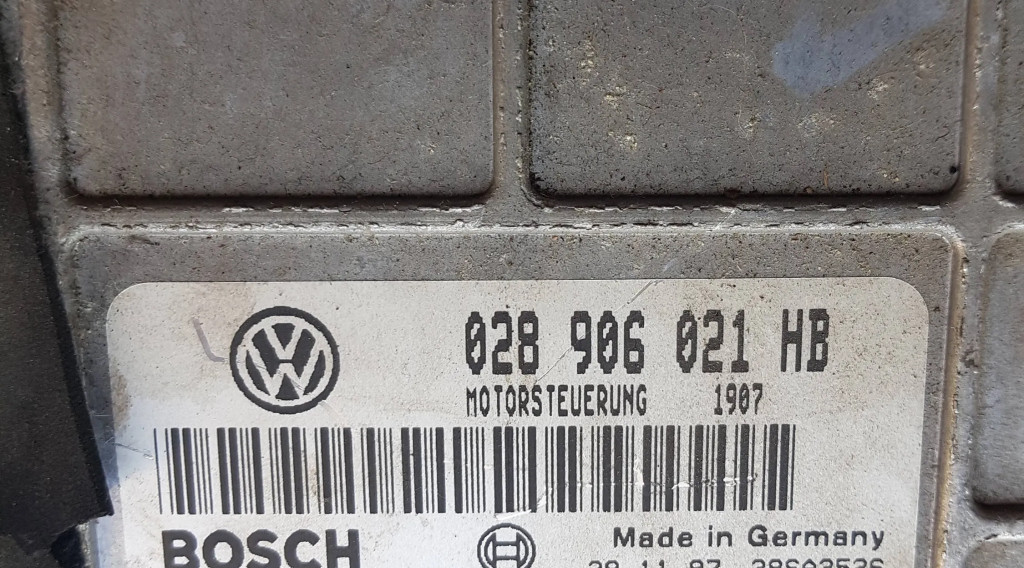 028 906 021 HB
MOTORSTEUERUNG 1907
BOSCH Made in Germany